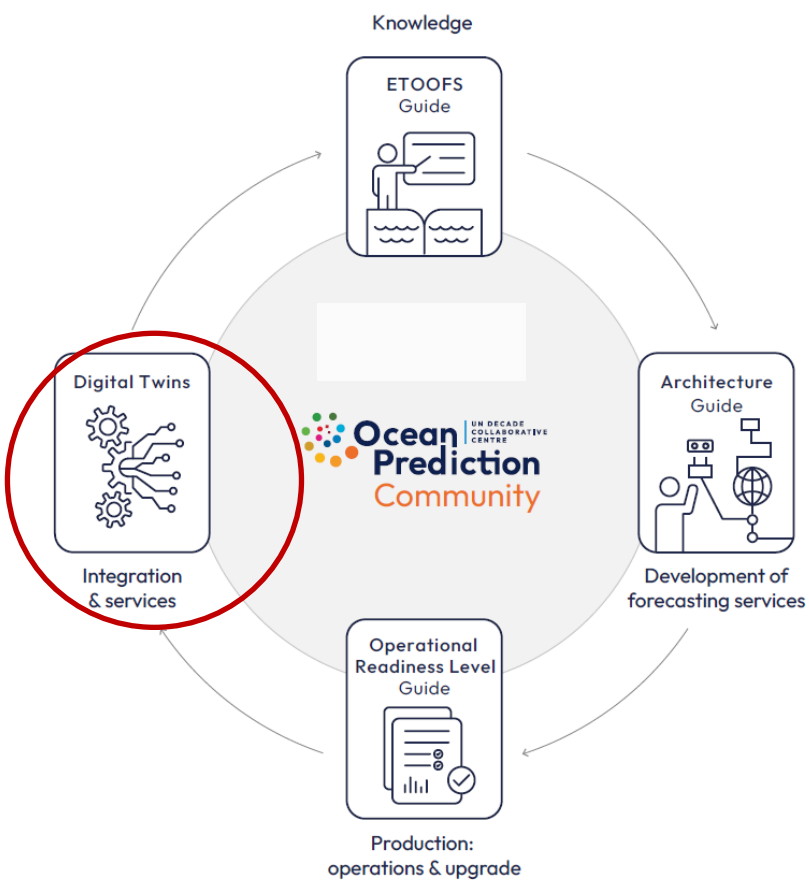 Knowledge
ETOOFS
Guide
Digital Twins
Integration
& services
Ocean
UN DECADE
COLLABORATIVE
CENTRE
Prediction
Community
Architecture
Guide
Development of
forecasting services
Operational
Readiness Level
Guide
Production:
operations & upgrade